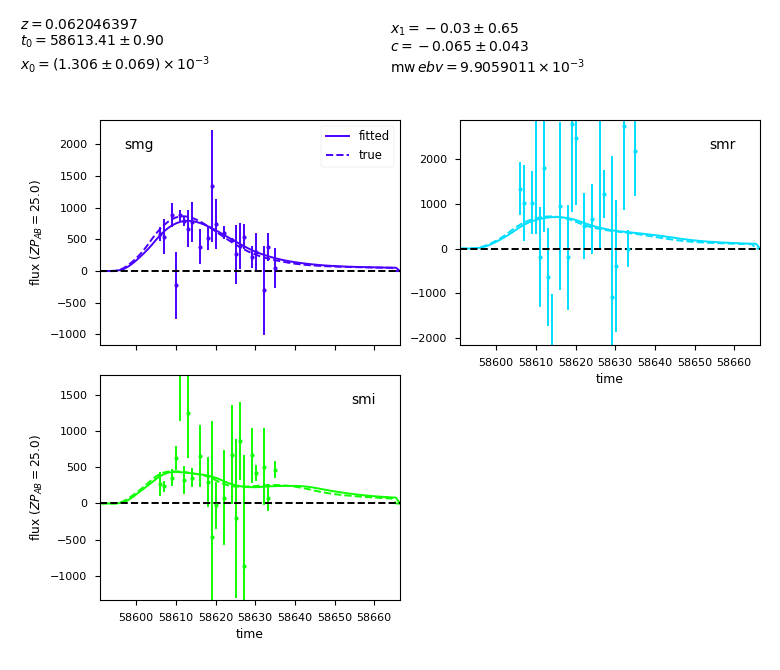 z = 0.062046397
t₀ = 58613.41 ± 0.90
x₀ = (1.306 ± 0.069) × 10⁻³
x₁ = −0.03 ± 0.65
c = −0.065 ± 0.043
mw ebv = 9.9059011 × 10⁻³
smg
fitted
true
2000
1500
1000
500
0
−500
−1000
flux (ZP_AB = 25.0)
smr
2000
1000
0
−1000
−2000
58600 58610 58620 58630 58640 58650 58660
time
smi
1500
1000
500
0
−500
−1000
flux (ZP_AB = 25.0)
58600 58610 58620 58630 58640 58650 58660
time